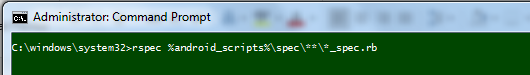 Administrator: Command Prompt
C:\windows\system32>rspec %android_scripts%\spec\**\*_spec.rb